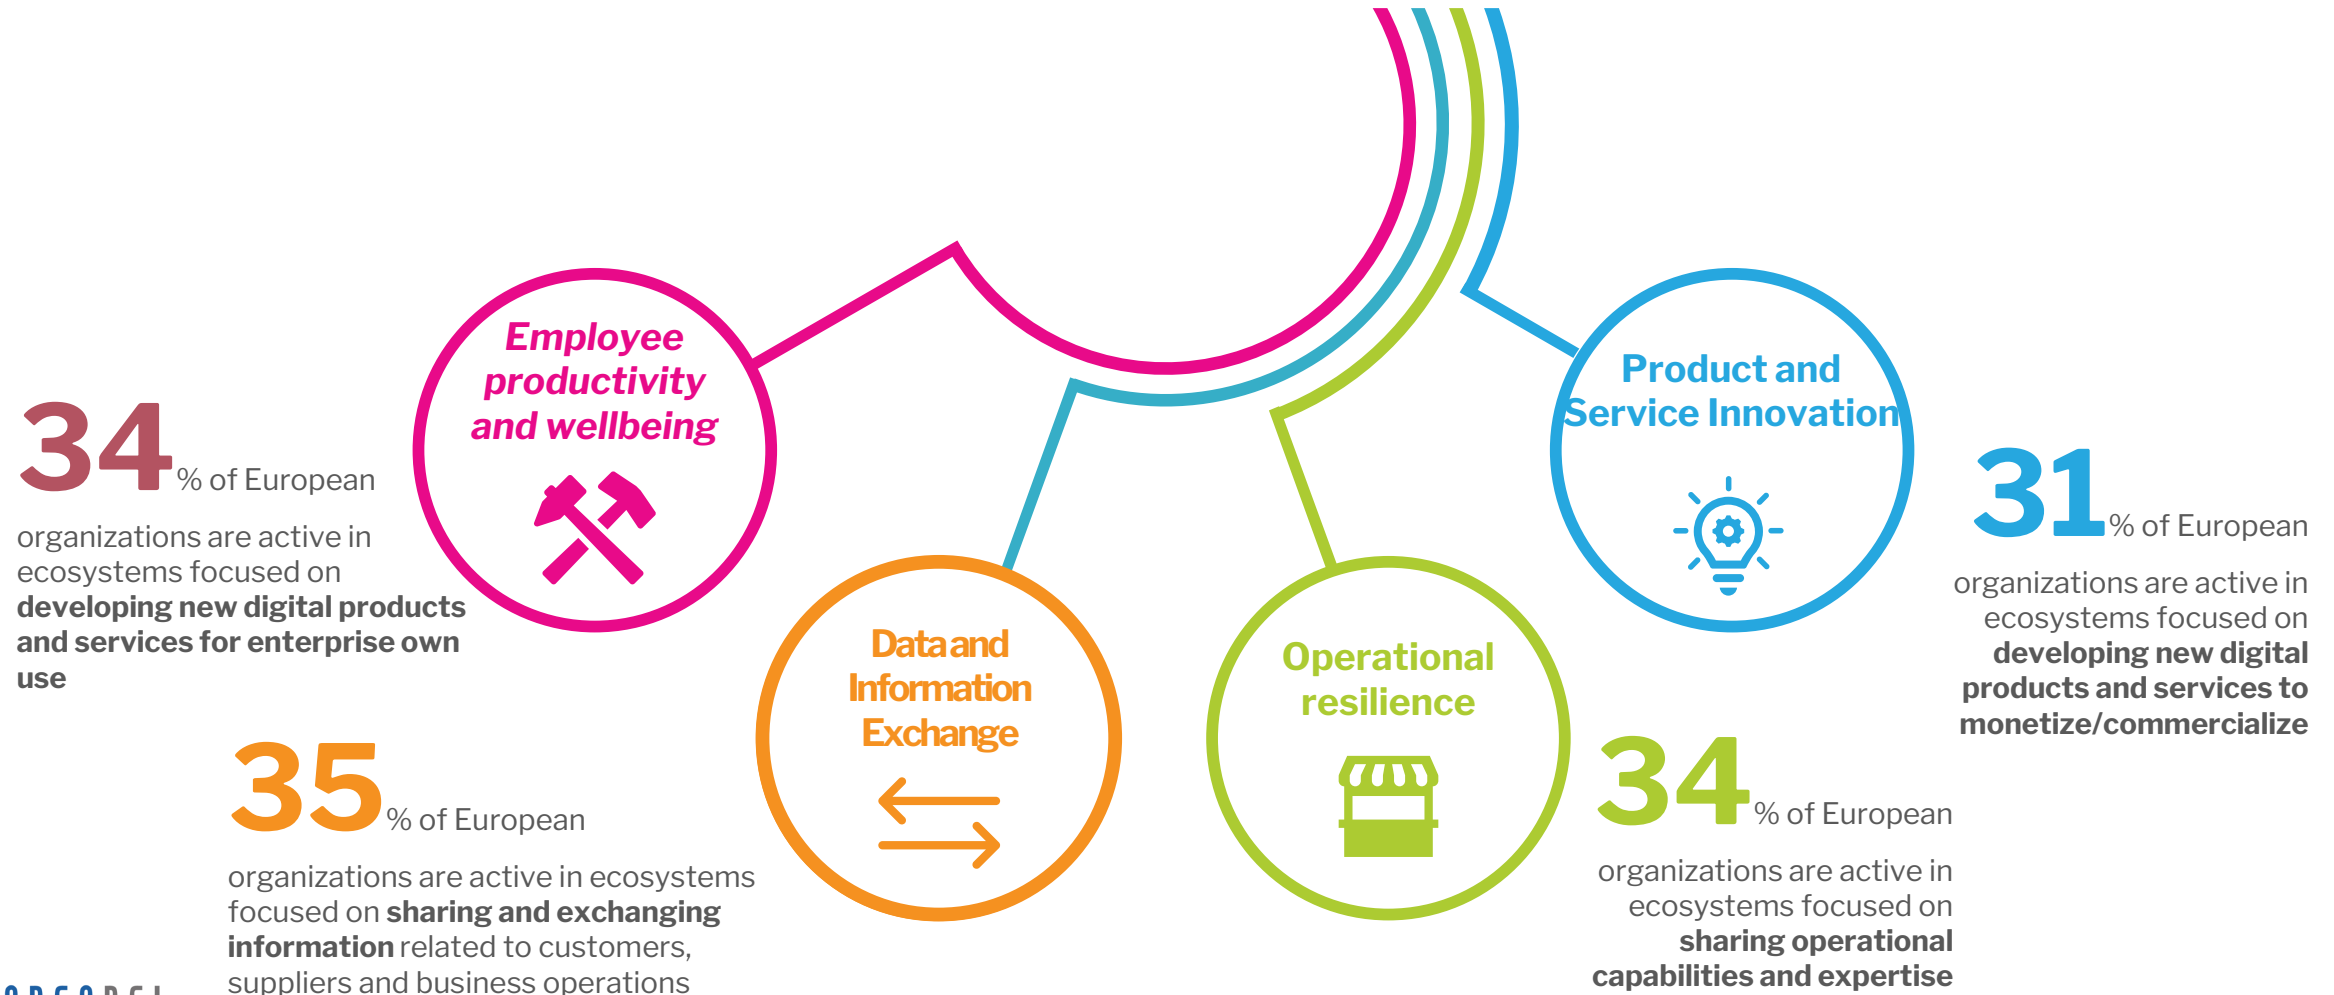 Employee
productivity
and wellbeing
34% of European
organizations are active in
ecosystems focused on
developing new digital products
and services for enterprise own
use
Data and
Information
Exchange
35% of European
organizations are active in ecosystems
focused on sharing and exchanging
information related to customers,
suppliers and business operations
Operational
resilience
34% of European
organizations are active in
ecosystems focused on
sharing operational
capabilities and expertise
Product and
Service Innovation
31% of European
organizations are active in
ecosystems focused on
developing new digital
products and services to
monetize/commercialize